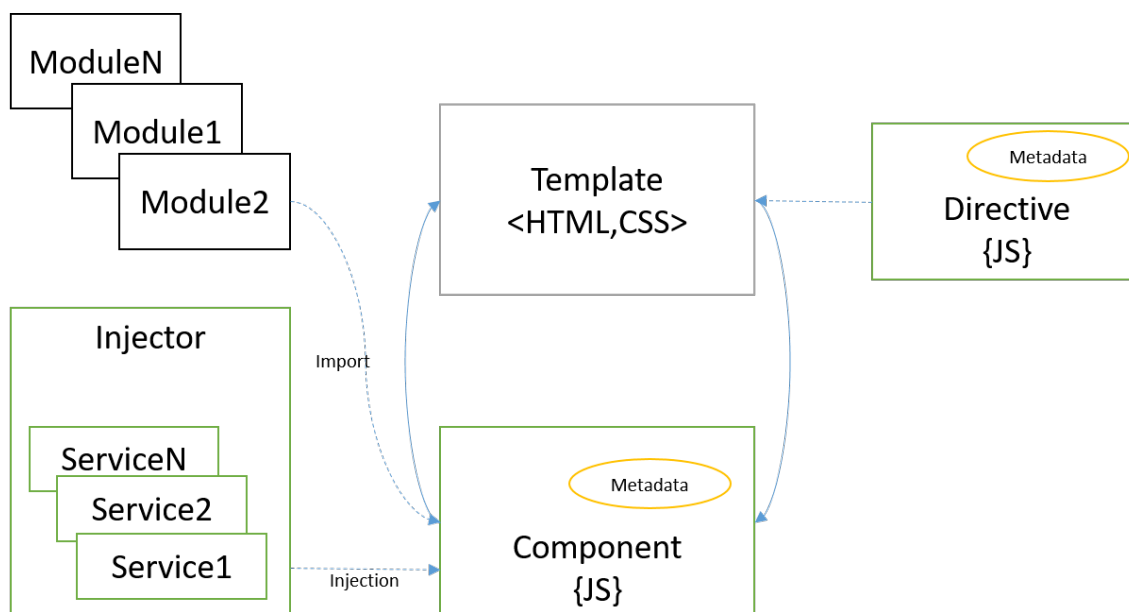 ModuleN
Module1
Module2
Template
<HTML,CSS>
Metadata
Directive
{JS}
Injector
Import
ServiceN
Service2
Service1
Injection
Metadata
Component
{JS}